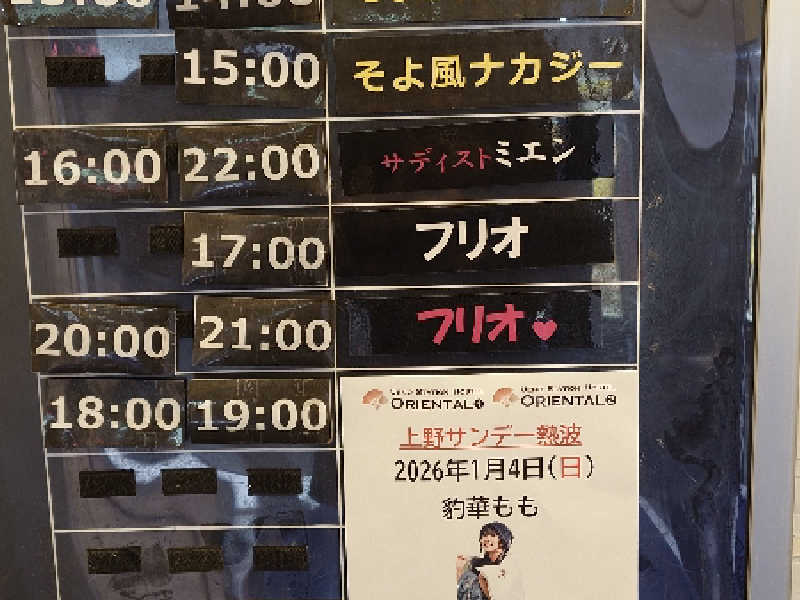 15:00 そよ風ナカジー
16:00 22:00 サディストミエン
17:00 フリオ
20:00 21:00 フリオ♥
18:00 19:00
ORIENTAL1 ORIENTAL2
上野サンデー熱波
2026年1月4日(日)
豹華もも